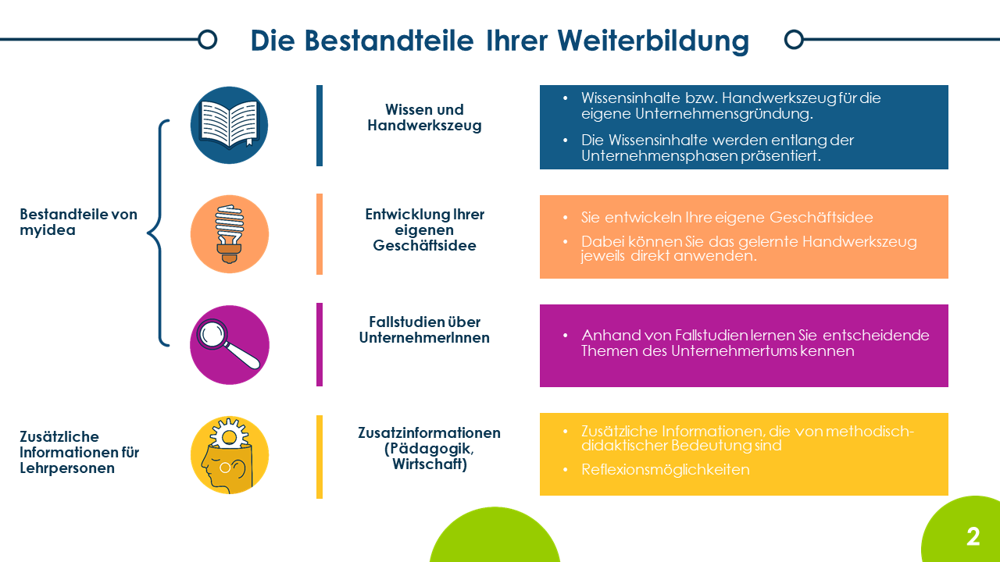 Die Bestandteile Ihrer Weiterbildung
Bestandteile von
myidea
Wissen und
Handwerkszeug
• Wissensinhalte bzw. Handwerkszeug für die
eigene Unternehmensgründung.
• Die Wissensinhalte werden entlang der
Unternehmensphasen präsentiert.
Entwicklung Ihrer
eigenen
Geschäftsidee
• Sie entwickeln Ihre eigene Geschäftsidee
• Dabei können Sie das gelernte Handwerkszeug
jeweils direkt anwenden.
Fallstudien über
UnternehmerInnen
• Anhand von Fallstudien lernen Sie entscheidende
Themen des Unternehmertums kennen
Zusätzliche
Informationen für
Lehrpersonen
Zusatzinformationen
(Pädagogik,
Wirtschaft)
• Zusätzliche Informationen, die von methodisch-
didaktischer Bedeutung sind
• Reflexionsmöglichkeiten
2